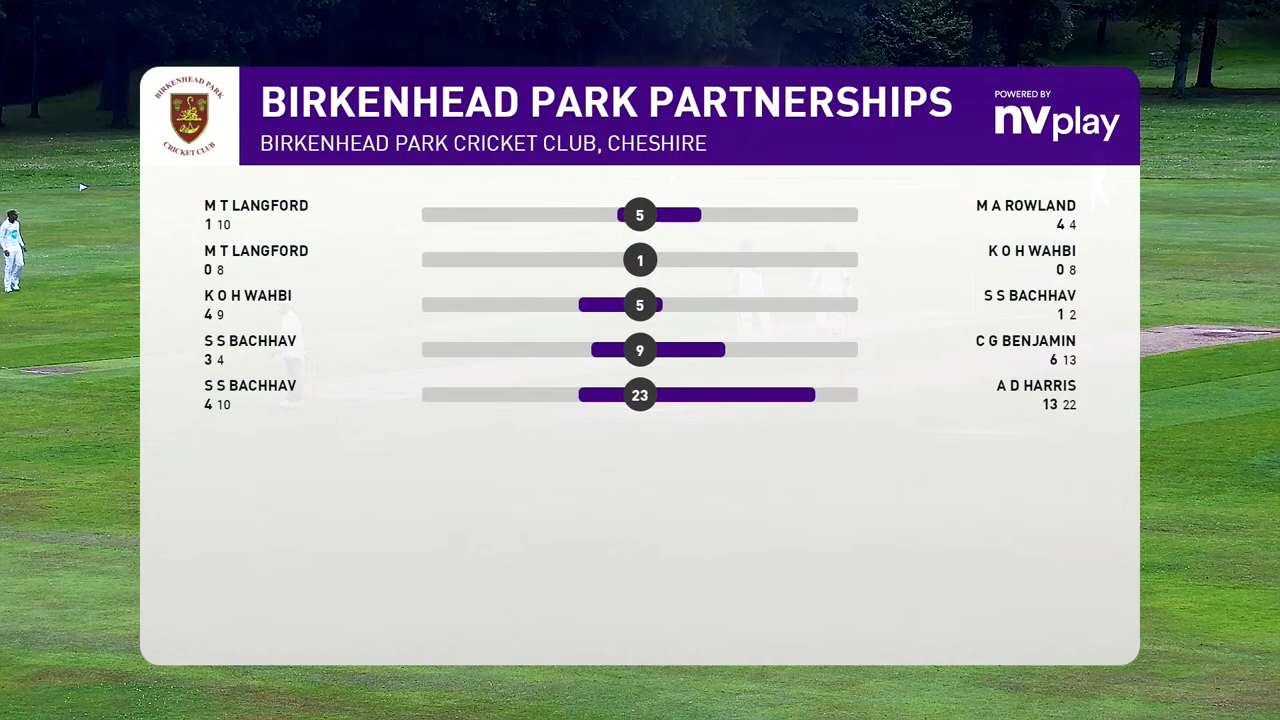 BIRKENHEAD PARK
CRICKET CLUB
BIRKENHEAD PARK PARTNERSHIPS
BIRKENHEAD PARK CRICKET CLUB, CHESHIRE
POWERED BY
nvplay
M T LANGFORD 5 M A ROWLAND
1 10 4 4
M T LANGFORD 1 K O H WAHBI
0 8 0 8
K O H WAHBI 5 S S BACHHAV
4 9 1 2
S S BACHHAV 9 C G BENJAMIN
3 4 6 13
S S BACHHAV 23 A D HARRIS
4 10 13 22